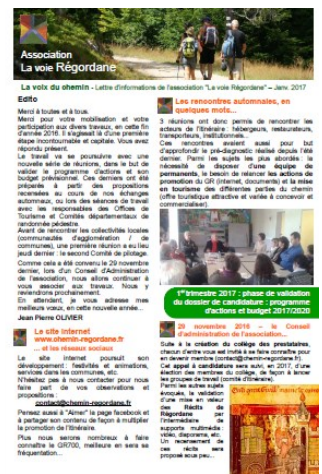 Association
La voie Régordane
La voix du chemin - Lettre d'informations de l'association "La voie Régordane" – Janv. 2017
Edito
Merci à toutes et à tous.
Merci pour votre mobilisation et votre
participation aux divers travaux, en cette fin
d'année 2016. Il s'agissait là d'une première
étape incontournable et capitale. Vous avez
répondu présent.
Le travail va se poursuivre avec une
nouvelle série de réunions, dans le but de
valider le programme d'actions et son
budget prévisionnel. Ces derniers ont été
préparés à partir des propositions
recensées au cours de nos échanges
automnaux, ou lors des séances de travail
avec les responsables des Offices de
Tourisme et Comités départementaux de
randonnée pédestre.
Avant de rencontrer les collectivités locales
(communautés d'agglomération / de
communes), une première réunion a eu lieu
jeudi dernier : le second Comité de pilotage.
Comme cela a été convenu le 29 novembre
dernier, lors d'un Conseil d'Administration
de l'association, nous allons continuer à
vous associer aux travaux. Nous y
reviendrons prochainement.
En attendant, je vous adresse mes
meilleurs voeux, en cette nouvelle année...
Jean Pierre OLIVIER
Le site Internet
www.chemin-regordane.fr
... et les réseaux sociaux
Le site internet poursuit son
développement : festivités et animations,
services dans les communes, etc.
N'hésitez pas à nous contacter pour nous
faire part de vos observations et
propositions :
contact@chemin-regordane.fr
Pensez aussi à "Aimer" la page facebook et
à partager son contenu de façon à multiplier
la promotion de l'itinéraire.
Plus nous serons nombreux à faire
connaître le GR700, meilleure en sera sa
fréquentation...
Les rencontres automnales, en
quelques mots...
3 réunions ont donc permis de rencontrer les
acteurs de l'itinéraire : hébergeurs, restaurateurs,
transporteurs, institutionnels...
Ces rencontres avaient aussi pour but
d'approfondir le pré-diagnostic réalisé depuis l'été
dernier. Parmi les sujets les plus abordés : la
nécessité de disposer d'une équipe de
permanents, le besoin de relancer les actions de
promotion du GR (internet, documents) et la mise
en tourisme des différentes parties du chemin
(offre touristique attractive et variée à concevoir et
commercialiser).
1er trimestre 2017 : phase de validation
du dossier de candidature : programme
d'actions et budget 2017/2020
29 novembre 2016 – le Conseil
d'administration de l'association...
Suite à la création du collège des prestataires,
chacun d'entre vous est invité à se faire connaître pour
en devenir membre (contact@chemin-regordane.fr).
Cet appel à candidatures sera suivi, en 2017, d'une
élection des membres du collège, de façon à lancer
les groupes de travail (comité d'itinéraire).
Parmi les autres sujets
évoqués, la validation
d'une mise en valeur
des Récits de
Régordane par
l'intermédiaire de
supports multimédia :
vidéo, diaporama, etc.
Un recensement de
ces récits sera
proposé sous peu...